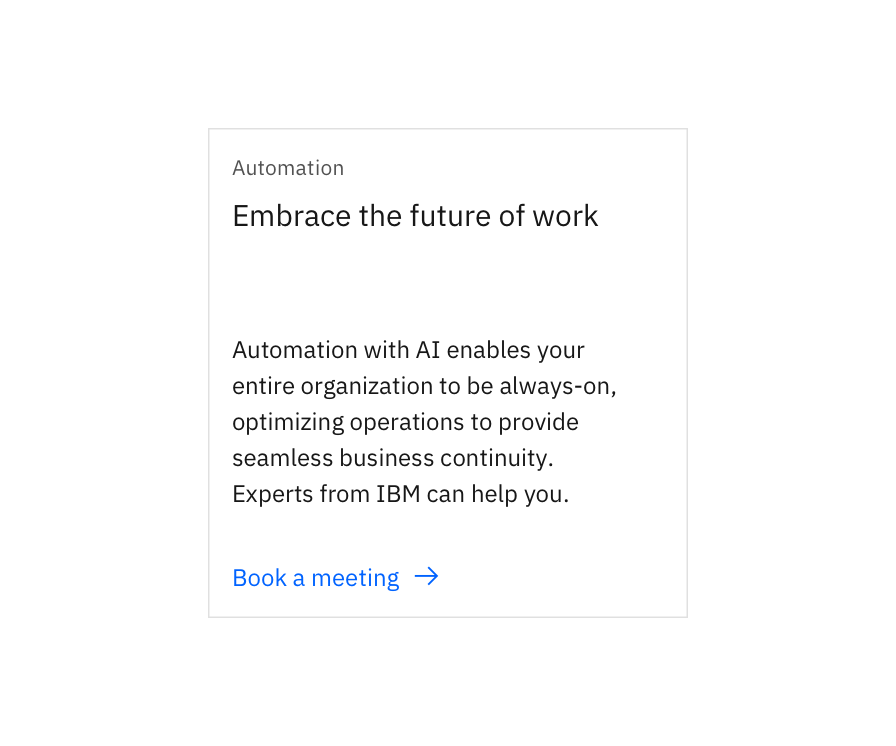 Automation
Embrace the future of work
Automation with AI enables your
entire organization to be always-on,
optimizing operations to provide
seamless business continuity.
Experts from IBM can help you.
Book a meeting →